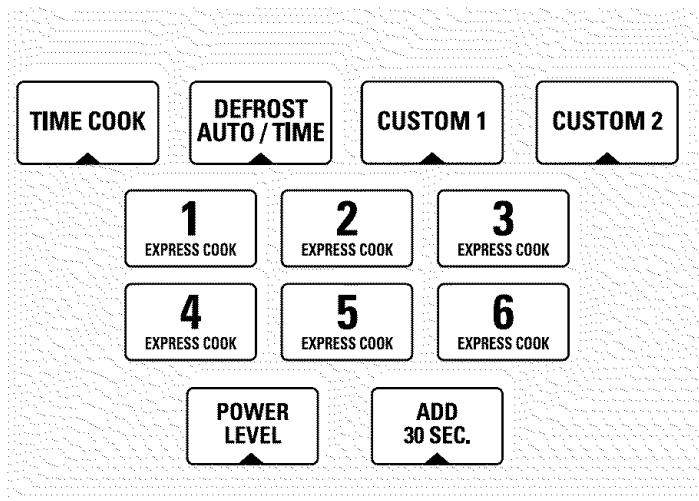 TIME COOK
DEFROST
AUTO / TIME
CUSTOM 1
CUSTOM 2
1
EXPRESS COOK
2
EXPRESS COOK
3
EXPRESS COOK
4
EXPRESS COOK
5
EXPRESS COOK
6
EXPRESS COOK
POWER
LEVEL
ADD
30 SEC.